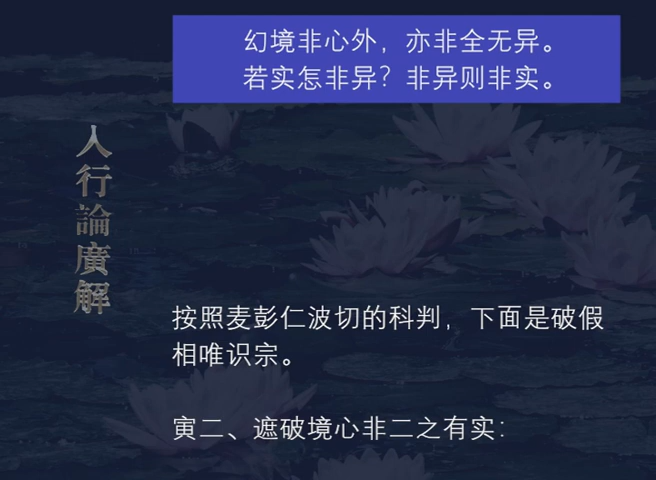 幻境非心外，亦非全无异。
若实怎非异？非异则非实。
入行論廣解
按照麦彭仁波切的科判，下面是破假
相唯识宗。
寅二、遮破境心非二之有实：